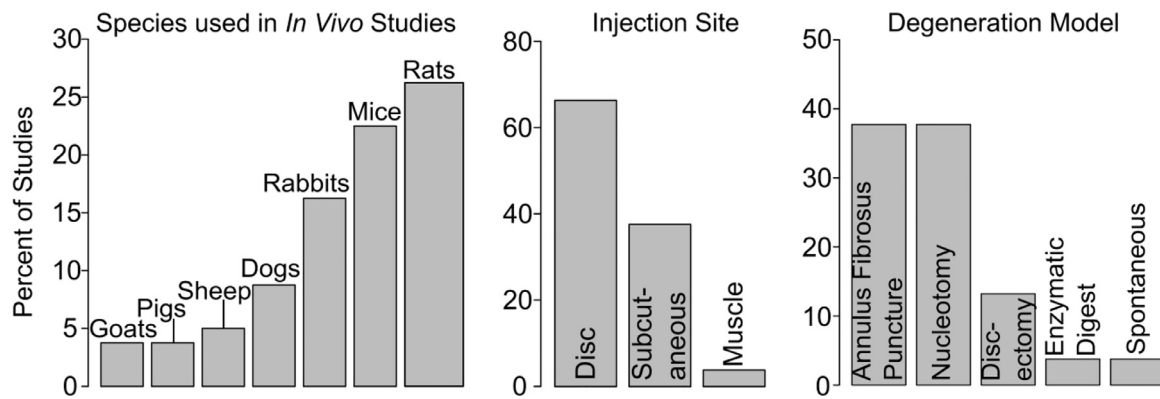 Species used in In Vivo Studies
Percent of Studies
30
25
20
15
10
5
0
Goats
Pigs
Sheep
Dogs
Rabbits
Mice
Rats
Injection Site
80
60
40
20
0
Disc
Subcut-
aneous
Muscle
Degeneration Model
50
40
30
20
10
0
Annulus Fibrosus
Puncture
Nucleotomy
Disc-
ectomy
Enzymatic
Digest
Spontaneous